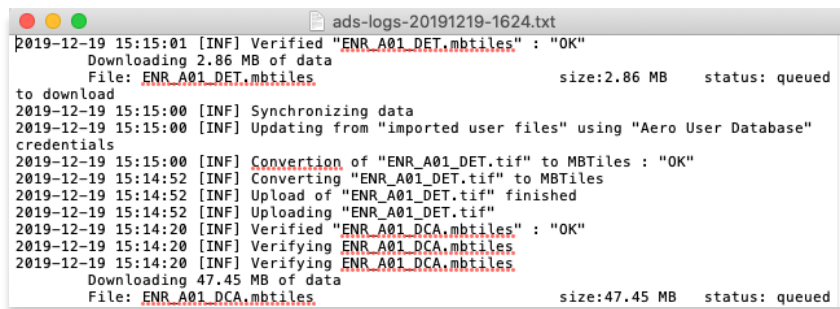 ads-logs-20191219-1624.txt
2019-12-19 15:15:01 [INF] Verified "ENR_A01_DET.mbtiles" : "OK"
Downloading 2.86 MB of data
File: ENR_A01_DET.mbtiles size:2.86 MB status: queued
to download
2019-12-19 15:15:00 [INF] Synchronizing data
2019-12-19 15:15:00 [INF] Updating from "imported user files" using "Aero User Database"
credentials
2019-12-19 15:15:00 [INF] Convertion of "ENR_A01_DET.tif" to MBTiles : "OK"
2019-12-19 15:14:52 [INF] Converting "ENR_A01_DET.tif" to MBTiles
2019-12-19 15:14:52 [INF] Upload of "ENR_A01_DET.tif" finished
2019-12-19 15:14:52 [INF] Uploading "ENR_A01_DET.tif"
2019-12-19 15:14:20 [INF] Verified "ENR_A01_DCA.mbtiles" : "OK"
2019-12-19 15:14:20 [INF] Verifying ENR_A01_DCA.mbtiles
2019-12-19 15:14:20 [INF] Verifying ENR_A01_DCA.mbtiles
Downloading 47.45 MB of data
File: ENR_A01_DCA.mbtiles size:47.45 MB status: queued